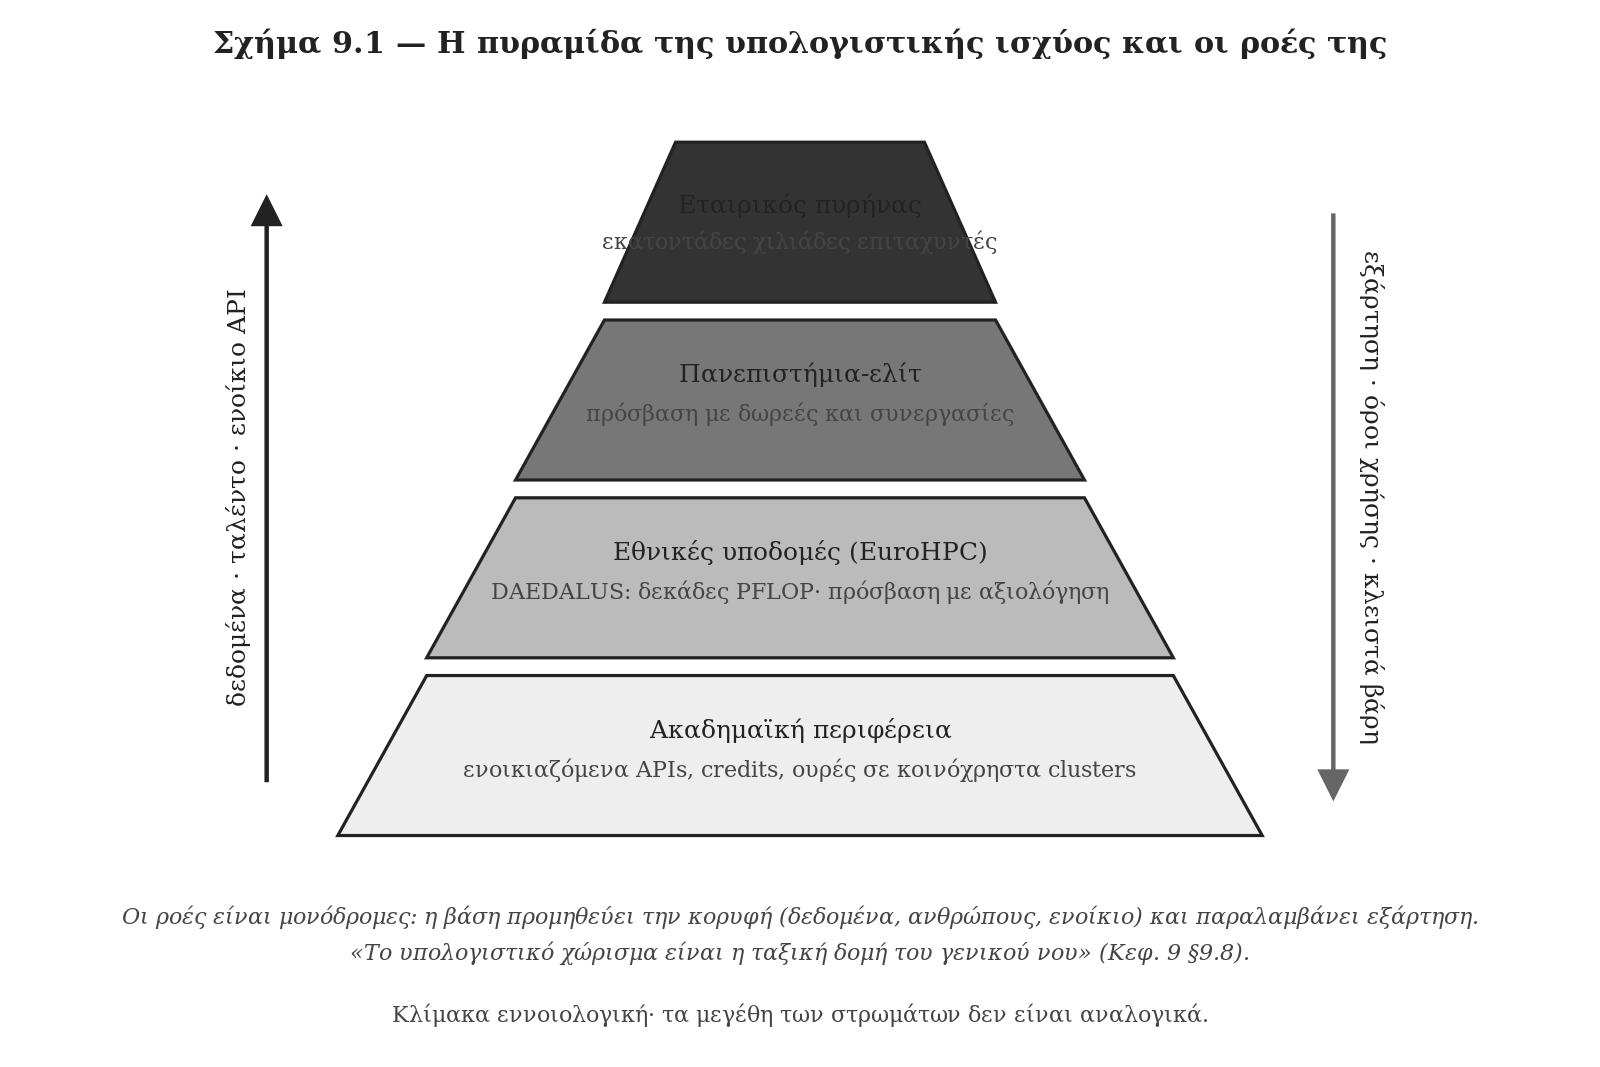 Σχήμα 9.1 — Η πυραμίδα της υπολογιστικής ισχύος και οι ροές της
Εταιρικός πυρήνας
εκατοντάδες χιλιάδες επιταχυντές
Πανεπιστήμια-ελίτ
πρόσβαση με δωρεές και συνεργασίες
Εθνικές υποδομές (EuroHPC)
DAEDALUS: δεκάδες PFLOP· πρόσβαση με αξιολόγηση
Ακαδημαϊκή περιφέρεια
ενοικιαζόμενα APIs, credits, ουρές σε κοινόχρηστα clusters
δεδομένα · ταλέντο · ενοίκιο API
εξάρτηση · όροι χρήσης · κλειστά βάρη
Οι ροές είναι μονόδρομες: η βάση προμηθεύει την κορυφή (δεδομένα, ανθρώπους, ενοίκιο) και παραλαμβάνει εξάρτηση.
«Το υπολογιστικό χώρισμα είναι η ταξική δομή του γενικού νου» (Κεφ. 9 §9.8).
Κλίμακα εννοιολογική· τα μεγέθη των στρωμάτων δεν είναι αναλογικά.